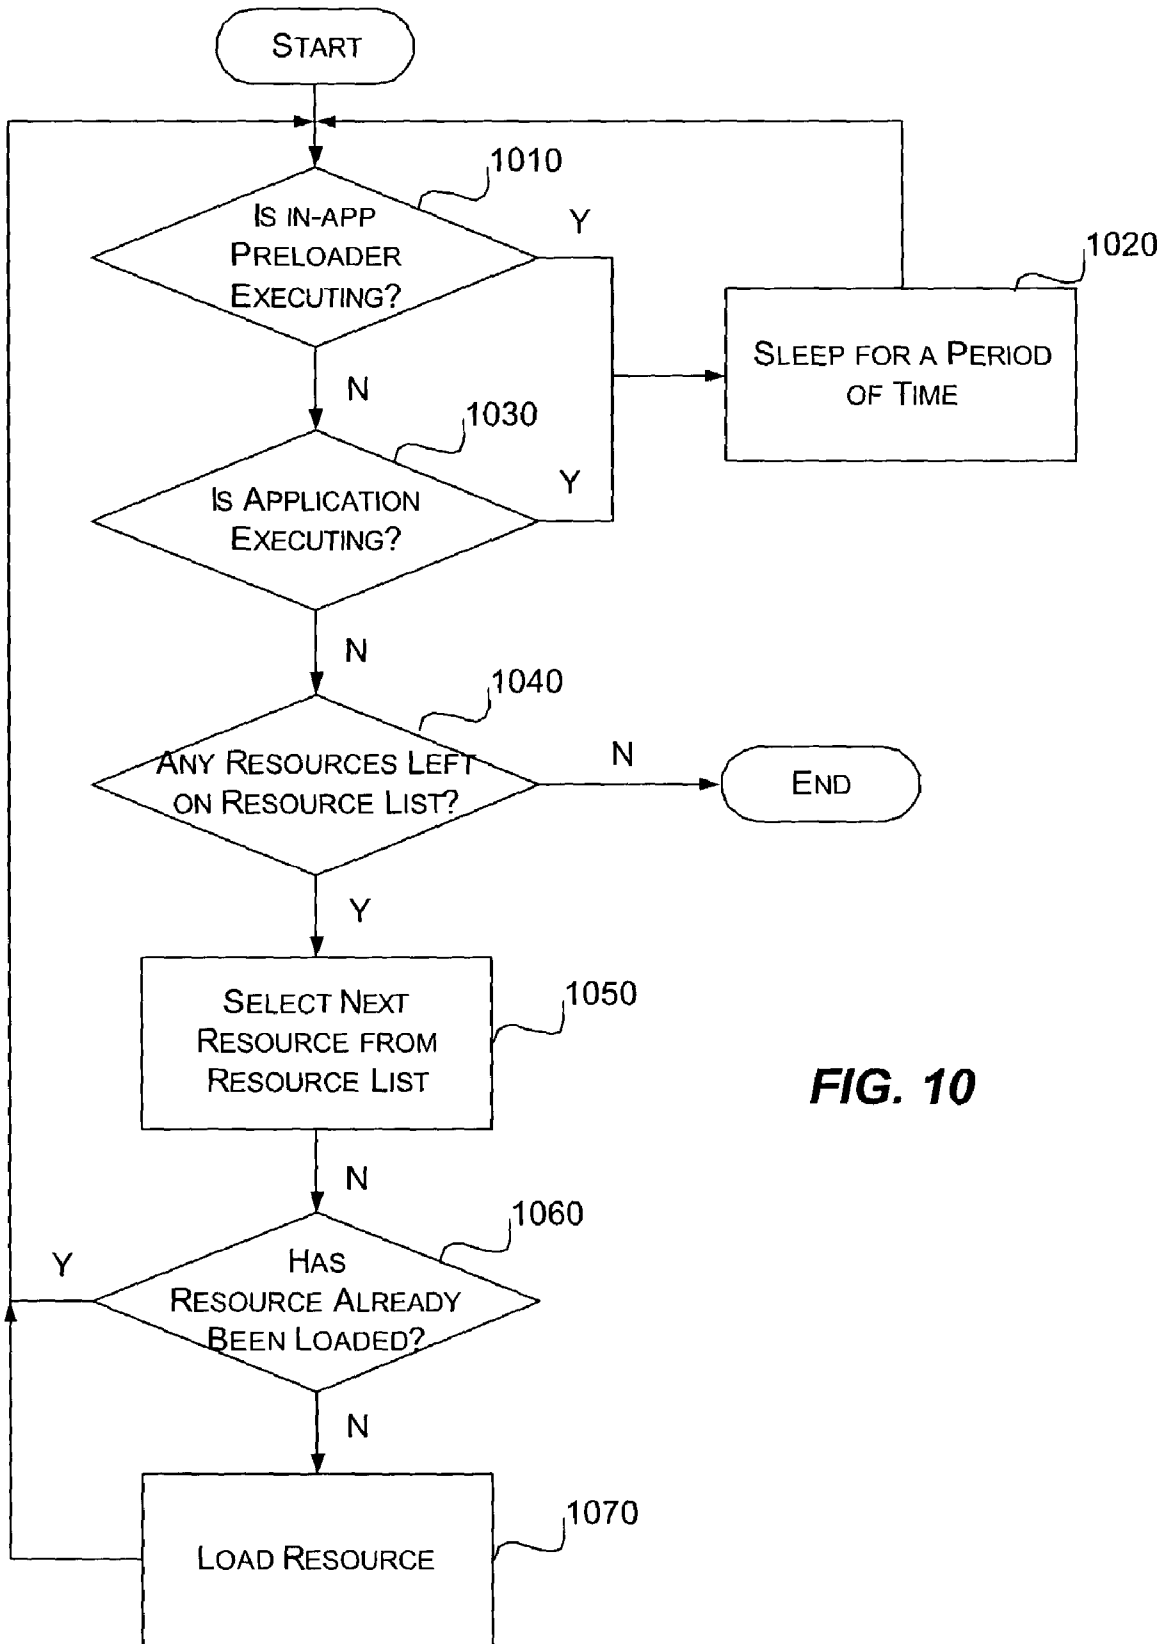 START
1010
IS IN-APP
PRELOADER
EXECUTING?
Y
1020
SLEEP FOR A PERIOD
OF TIME
N
1030
IS APPLICATION
EXECUTING?
Y
N
1040
ANY RESOURCES LEFT
ON RESOURCE LIST?
N
END
Y
SELECT NEXT
RESOURCE FROM
RESOURCE LIST
1050
FIG. 10
N
1060
Y
HAS
RESOURCE ALREADY
BEEN LOADED?
N
1070
LOAD RESOURCE